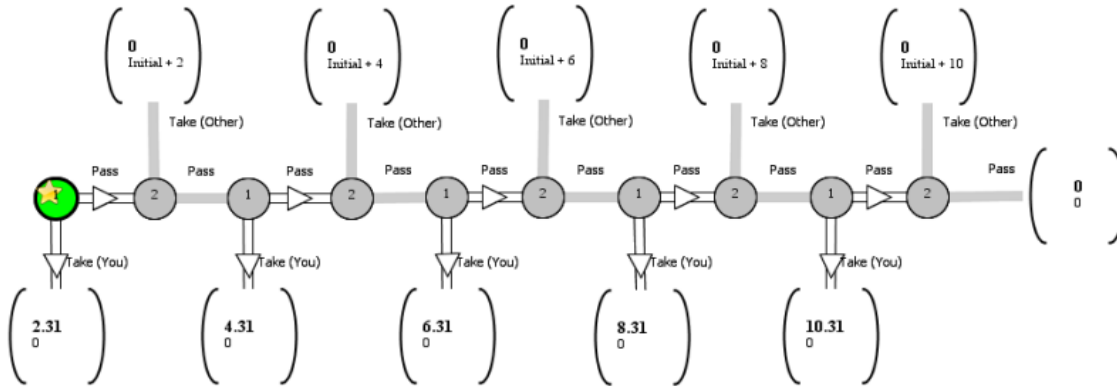 0
Initial + 2
0
Initial + 4
0
Initial + 6
0
Initial + 8
0
Initial + 10
Take (Other)
Take (Other)
Take (Other)
Take (Other)
Take (Other)
Pass
Pass
Pass
Pass
Pass
Pass
Pass
Pass
Pass
Pass
2
1
2
1
2
1
2
1
2
0
0
Take (You)
Take (You)
Take (You)
Take (You)
Take (You)
2.31
0
4.31
0
6.31
0
8.31
0
10.31
0